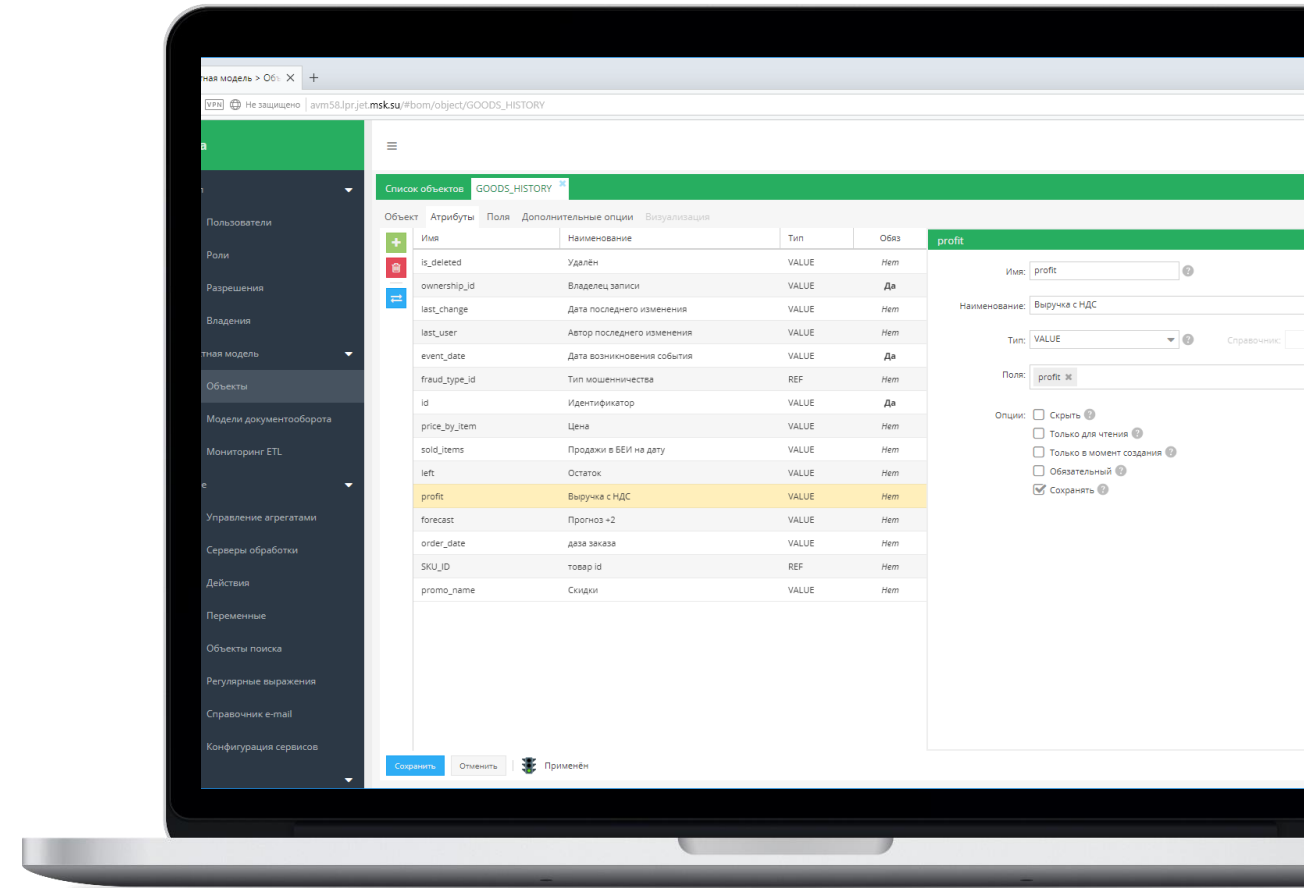 тная модель > Объ
VPN Не защищено avm58.lpr.jet.msk.su/#bom/object/GOODS_HISTORY
а
Пользователи
Роли
Разрешения
Владения
тная модель
Объекты
Модели документооборота
Мониторинг ETL
е
Управление агрегатами
Серверы обработки
Действия
Переменные
Объекты поиска
Регулярные выражения
Справочник e-mail
Конфигурация сервисов
Список объектов GOODS_HISTORY
Объект Атрибуты Поля Дополнительные опции Визуализация
Имя Наименование Тип Обяз
is_deleted Удалён VALUE Нет
ownership_id Владелец записи VALUE Да
last_change Дата последнего изменения VALUE Нет
last_user Автор последнего изменения VALUE Нет
event_date Дата возникновения события VALUE Да
fraud_type_id Тип мошенничества REF Нет
id Идентификатор VALUE Да
price_by_item Цена VALUE Нет
sold_items Продажи в БЕИ на дату VALUE Нет
left Остаток VALUE Нет
profit Выручка с НДС VALUE Нет
forecast Прогноз +2 VALUE Нет
order_date даза заказа VALUE Нет
SKU_ID товар id REF Нет
promo_name Скидки VALUE Нет
profit
Имя: profit
Наименование: Выручка с НДС
Тип: VALUE Справочник:
Поля: profit
Опции: Скрыть
Только для чтения
Только в момент создания
Обязательный
Сохранять
Сохранить Отменить Применён